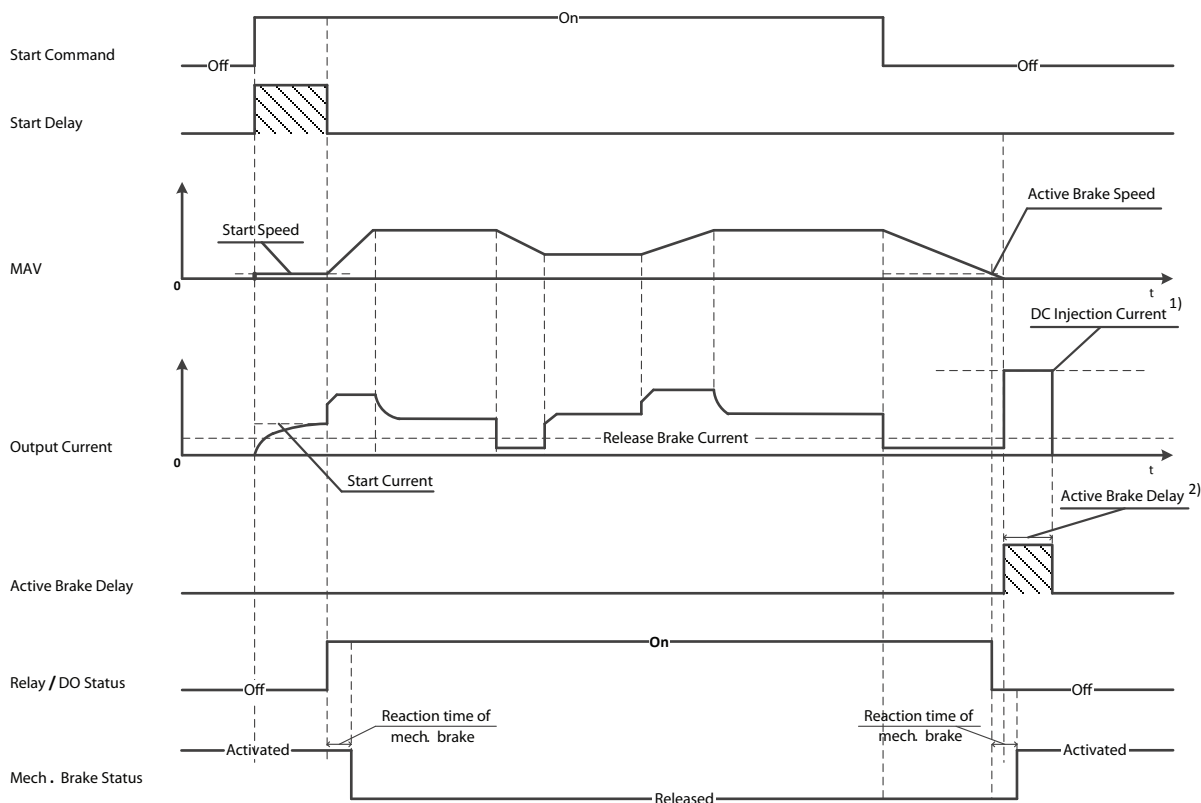 On
Start Command
Off
Off
Start Delay
Active Brake Speed
Start Speed
MAV
0
t
DC Injection Current 1)
Release Brake Current
Output Current
0
t
Start Current
Active Brake Delay 2)
Active Brake Delay
On
Relay / DO Status
Off
Off
Reaction time of
mech. brake
Reaction time of
mech. brake
Activated
Activated
Mech. Brake Status
Released